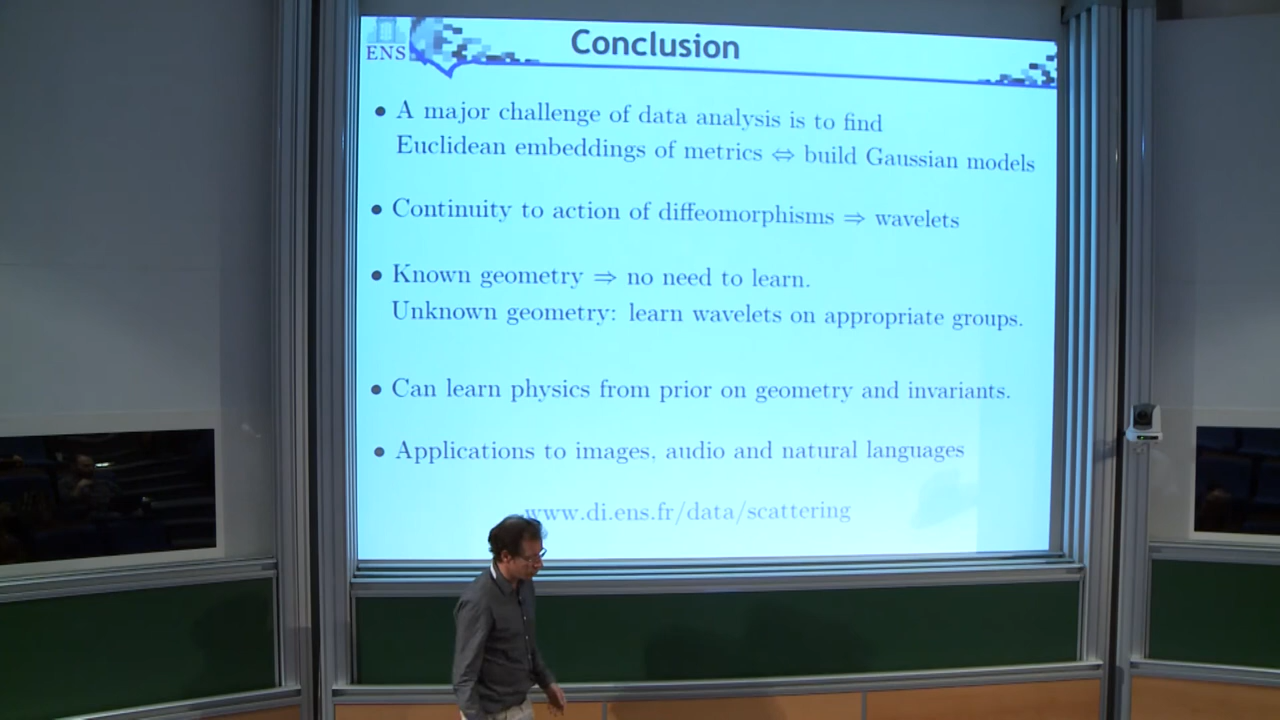 ENS
Conclusion
• A major challenge of data analysis is to find
Euclidean embeddings of metrics ⇔ build Gaussian models
• Continuity to action of diffeomorphisms ⇒ wavelets
• Known geometry ⇒ no need to learn.
Unknown geometry: learn wavelets on appropriate groups.
• Can learn physics from prior on geometry and invariants.
• Applications to images, audio and natural languages
www.di.ens.fr/data/scattering